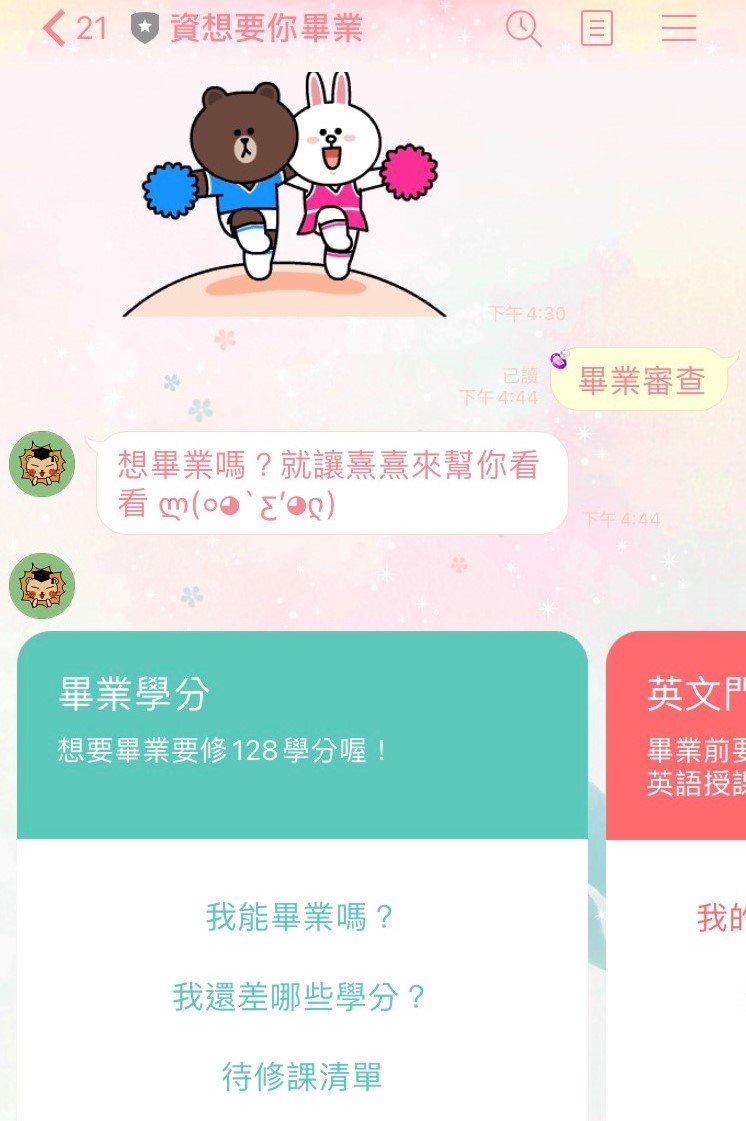 21 資想要你畢業
下午 4:30
畢業審查
已讀
下午 4:44
想畢業嗎？就讓熹熹來幫你看
看 ლ(o◕`ƹ'◕ლ)
下午 4:44
畢業學分
想要畢業要修128學分喔！
我能畢業嗎？
我還差哪些學分？
待修課清單
英文門
畢業前要
英語授課
我的